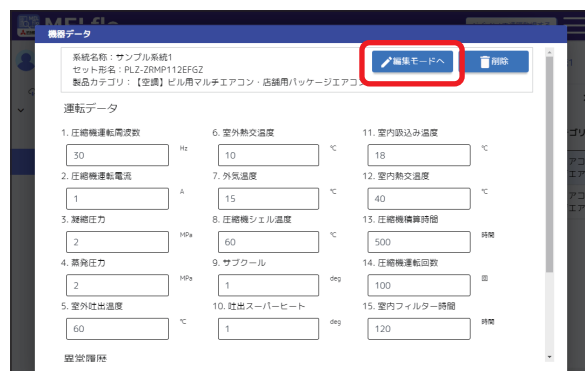 MELflo
機器データ
系統名称：サンプル系統1
セット形名：PLZ-ZRMP112EFGZ
製品カテゴリ：【空調】ビル用マルチエアコン・店舗用パッケージエアコン
編集モードへ
削除
運転データ
1. 圧縮機運転周波数
30
Hz
6. 室外熱交温度
10
℃
11. 室内吸込み温度
18
℃
2. 圧縮機運転電流
1
A
7. 外気温度
15
℃
12. 室内熱交温度
40
℃
3. 凝縮圧力
2
MPa
8. 圧縮機シェル温度
60
℃
13. 圧縮機積算時間
500
時間
4. 蒸発圧力
2
MPa
9. サブクール
1
deg
14. 圧縮機運転回数
100
回
5. 室外吐出温度
60
℃
10. 吐出スーパーヒート
1
deg
15. 室内フィルター時間
120
時間
異常履歴